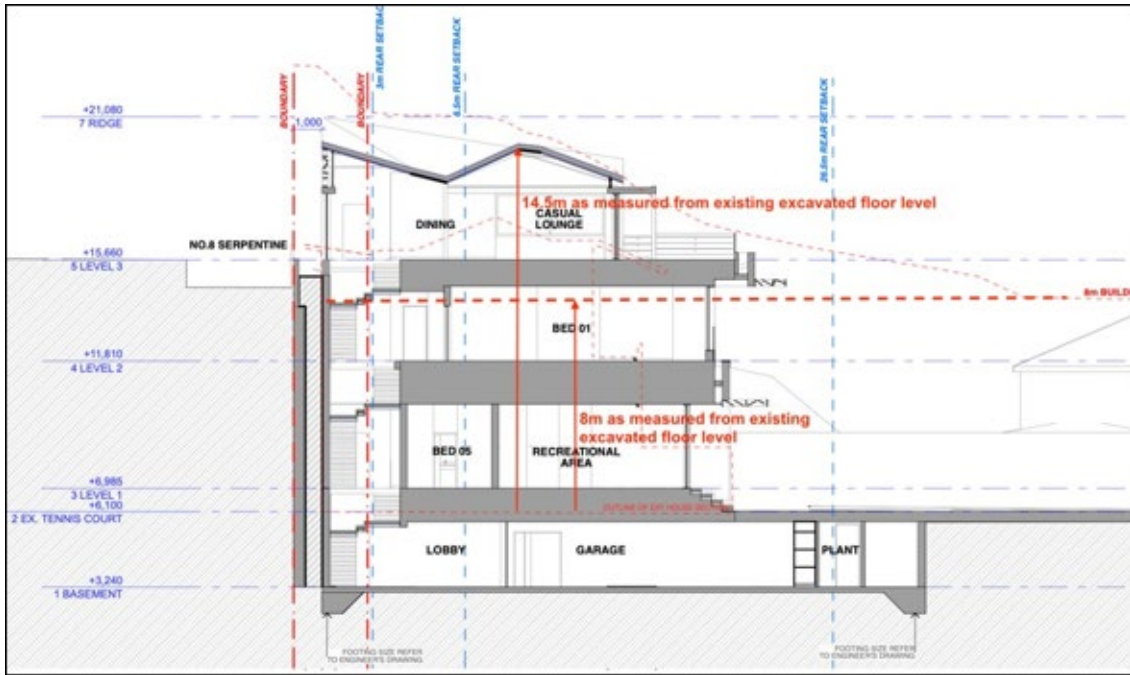 3m REAR SETBACK
6.5m REAR SETBACK
26.5m REAR SETBACK
BOUNDARY
BOUNDARY
+21,080
7 RIDGE
1,000
14.5m as measured from existing excavated floor level
DINING
CASUAL
LOUNGE
NO.8 SERPENTINE
+15,660
5 LEVEL 3
8m BUILD
BED 01
+11,810
4 LEVEL 2
8m as measured from existing
excavated floor level
BED 05
RECREATIONAL
AREA
+6,985
3 LEVEL 1
+6,100
2 EX. TENNIS COURT
LOBBY
GARAGE
PLANT
+3,240
1 BASEMENT
FOOTING SIZE REFER
TO ENGINEER'S DRAWING
FOOTING SIZE REFER
TO ENGINEER'S DRAWING